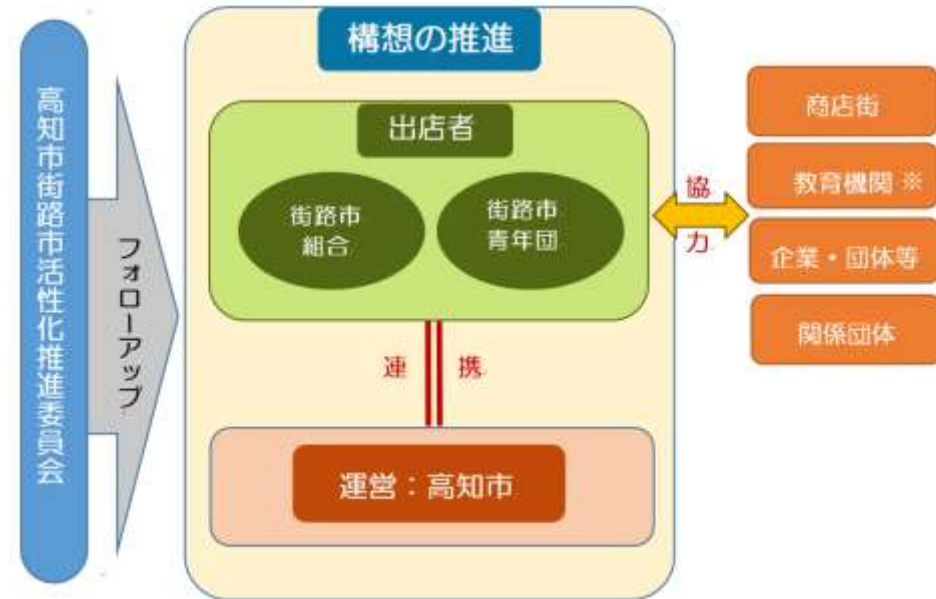 高知市街路市活性化推進委員会
フォローアップ
構想の推進
出店者
街路市
組合
街路市
青年団
連携
運営：高知市
協力
商店街
教育機関 ※
企業・団体等
関係団体